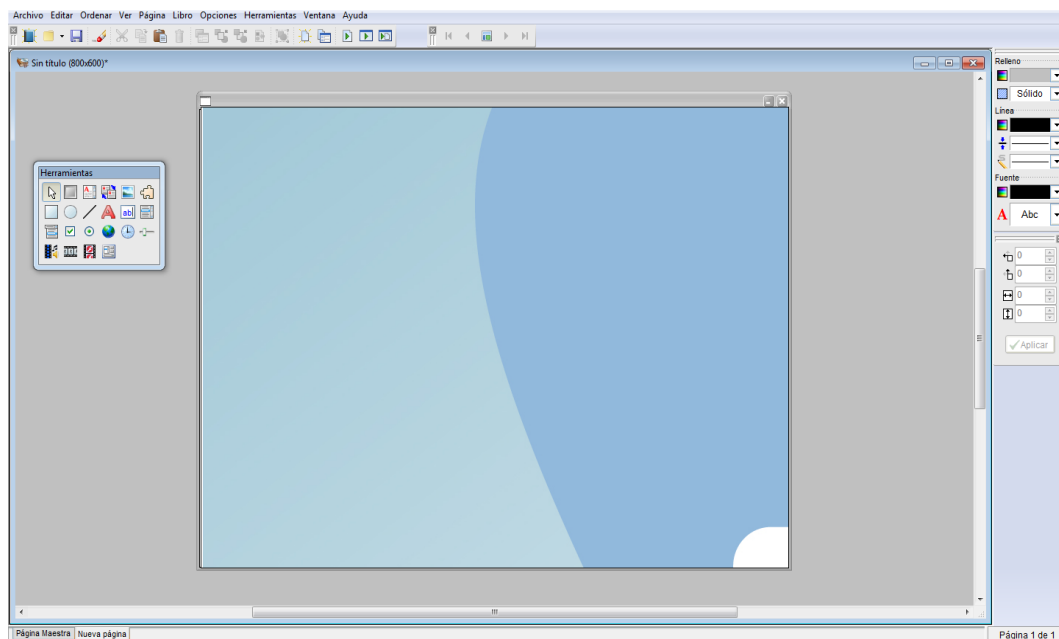 Archivo Editar Ordenar Ver Página Libro Opciones Herramientas Ventana Ayuda
Sin título (800x600)*
Herramientas
A
ab
Relleno
Sólido
Línea
Fuente
A Abc
0
0
0
0
Aplicar
Página Maestra Nueva página
Página 1 de 1